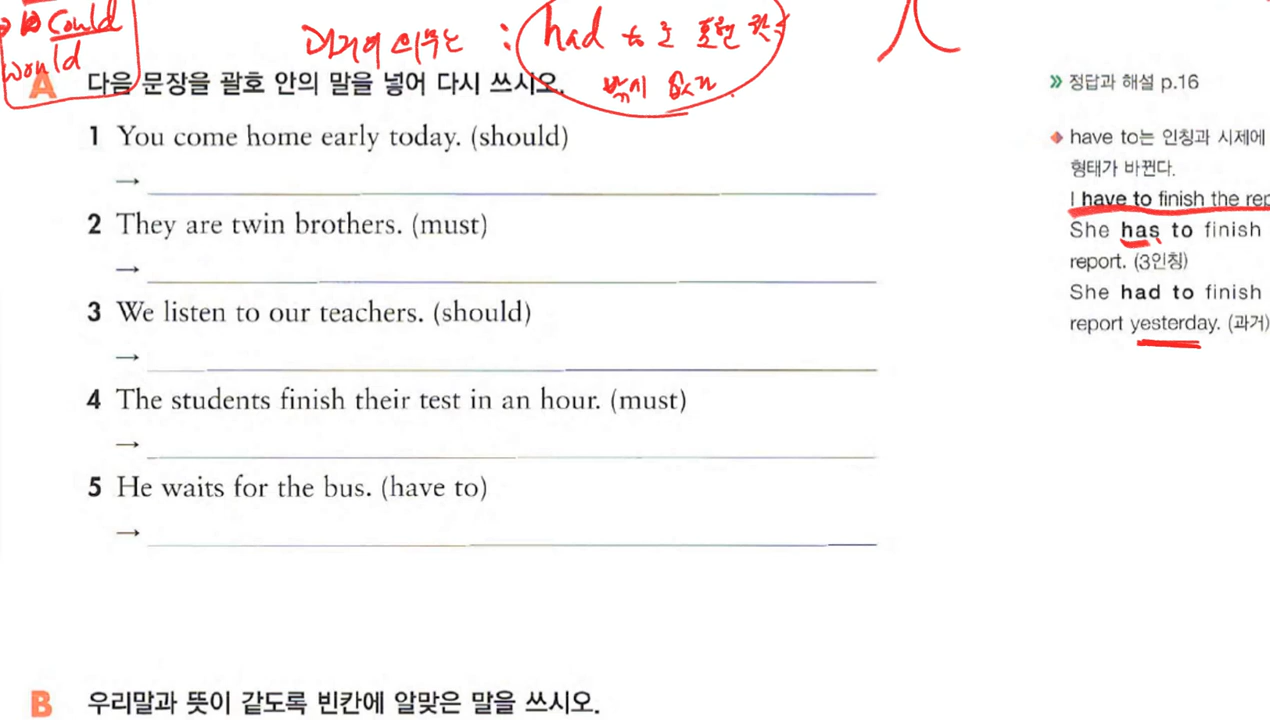 Could
would
과거의 의무는 : had to로 표현 할 수
밖에 없다.
A 다음 문장을 괄호 안의 말을 넣어 다시 쓰시오.
1 You come home early today. (should)
→
2 They are twin brothers. (must)
→
3 We listen to our teachers. (should)
→
4 The students finish their test in an hour. (must)
→
5 He waits for the bus. (have to)
→
» 정답과 해설 p.16
◆ have to는 인칭과 시제에
형태가 바뀐다.
I have to finish the rep
She has to finish
report. (3인칭)
She had to finish
report yesterday. (과거)
B 우리말과 뜻이 같도록 빈칸에 알맞은 말을 쓰시오.